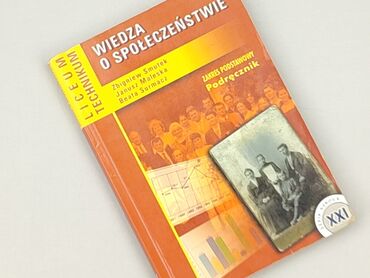 LICEUM
TECHNIKUM
WIEDZA
O SPOŁECZEŃSTWIE
Zbigniew Smutek
Janusz Maleska
Beata Surmacz
ZAKRES PODSTAWOWY
Podręcznik
XXI